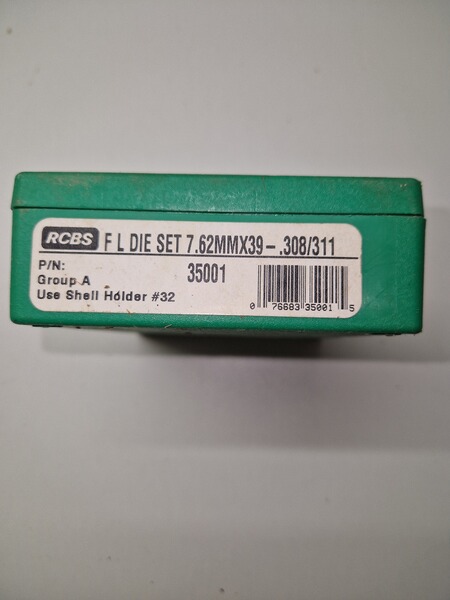 RCBS F L DIE SET 7.62MMX39-.308/311
P/N: 35001
Group A
Use Shell Holder #32
0 76683 35001 5